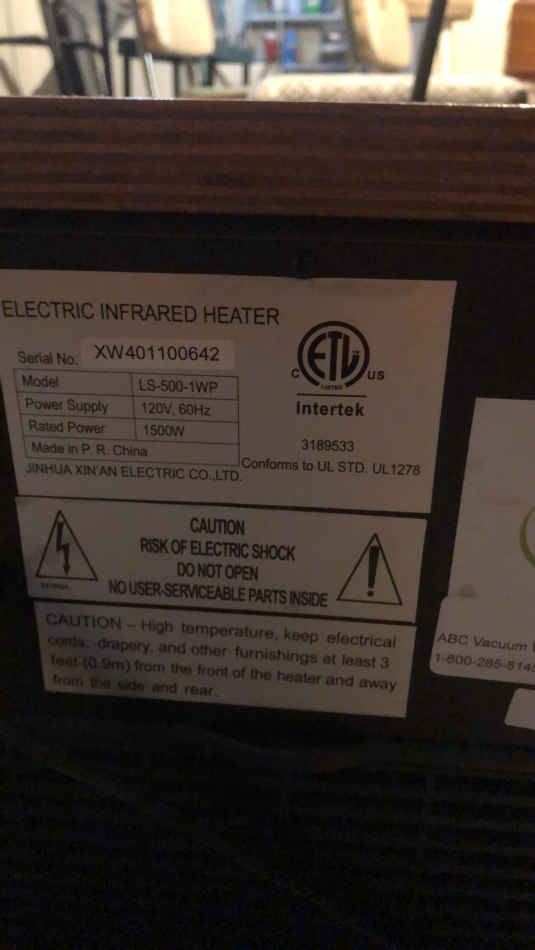 ELECTRIC INFRARED HEATER
Serial No. XW401100642
Model LS-500-1WP
Power Supply 120V, 60Hz
Rated Power 1500W
Made in P. R. China
JINHUA XIN'AN ELECTRIC CO.,LTD.
ETL
C US
LISTED
Intertek
3189533
Conforms to UL STD. UL1278
CAUTION
RISK OF ELECTRIC SHOCK
DO NOT OPEN
NO USER-SERVICEABLE PARTS INSIDE
CAUTION – High temperature, keep electrical
cords, drapery, and other furnishings at least 3
feet (0.9m) from the front of the heater and away
from the side and rear.
ABC Vacuum
1-800-285-8145